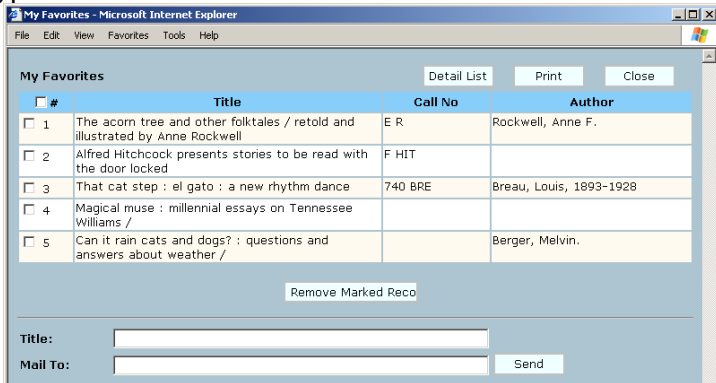 My Favorites - Microsoft Internet Explorer
File Edit View Favorites Tools Help
My Favorites Detail List Print Close
# Title Call No Author
1 The acorn tree and other folktales / retold and illustrated by Anne Rockwell E R Rockwell, Anne F.
2 Alfred Hitchcock presents stories to be read with the door locked F HIT
3 That cat step : el gato : a new rhythm dance 740 BRE Breau, Louis, 1893-1928
4 Magical muse : millennial essays on Tennessee Williams /
5 Can it rain cats and dogs? : questions and answers about weather / Berger, Melvin.
Remove Marked Reco
Title:
Mail To: Send